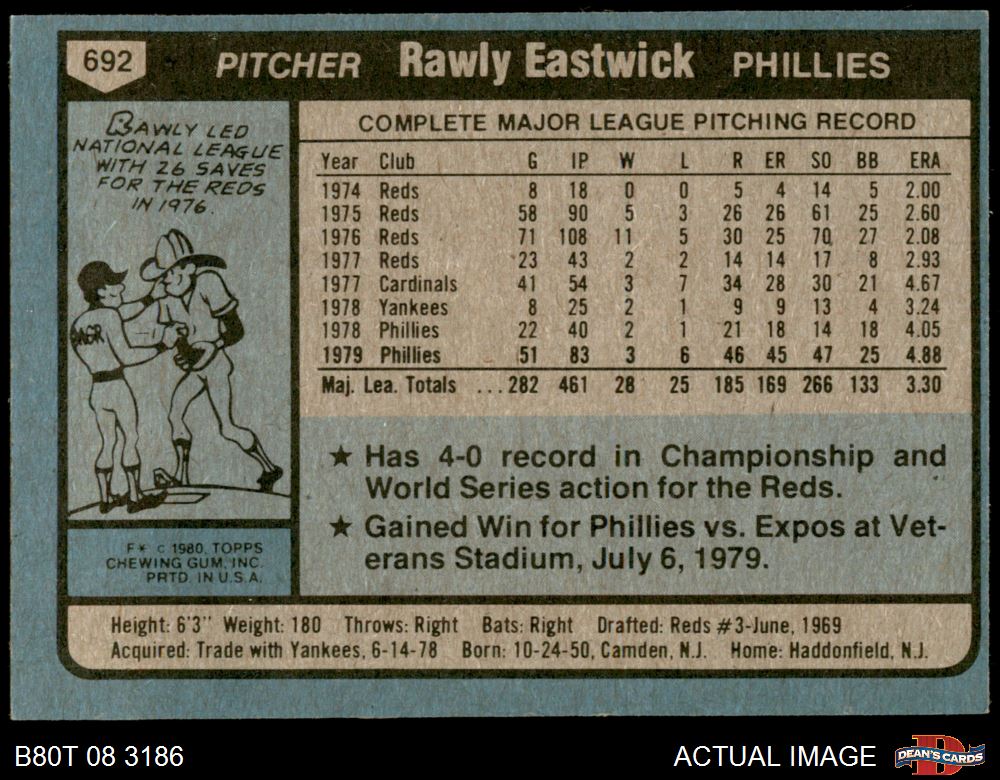 692 PITCHER Rawly Eastwick PHILLIES
RAWLY LED
NATIONAL LEAGUE
WITH 26 SAVES
FOR THE REDS
IN 1976.
MGR
COMPLETE MAJOR LEAGUE PITCHING RECORD
Year Club G IP W L R ER SO BB ERA
1974 Reds 8 18 0 0 5 4 14 5 2.00
1975 Reds 58 90 5 3 26 26 61 25 2.60
1976 Reds 71 108 11 5 30 25 70 27 2.08
1977 Reds 23 43 2 2 14 14 17 8 2.93
1977 Cardinals 41 54 3 7 34 28 30 21 4.67
1978 Yankees 8 25 2 1 9 9 13 4 3.24
1978 Phillies 22 40 2 1 21 18 14 18 4.05
1979 Phillies 51 83 3 6 46 45 47 25 4.88
Maj. Lea. Totals ...282 461 28 25 185 169 266 133 3.30
★ Has 4-0 record in Championship and
World Series action for the Reds.
★ Gained Win for Phillies vs. Expos at Vet-
erans Stadium, July 6, 1979.
F* © 1980, TOPPS
CHEWING GUM, INC.
PRTD. IN U.S.A.
Height: 6'3" Weight: 180 Throws: Right Bats: Right Drafted: Reds #3-June, 1969
Acquired: Trade with Yankees, 6-14-78 Born: 10-24-50, Camden, N.J. Home: Haddonfield, N.J.
B80T 08 3186 ACTUAL IMAGE DEAN'S CARDS